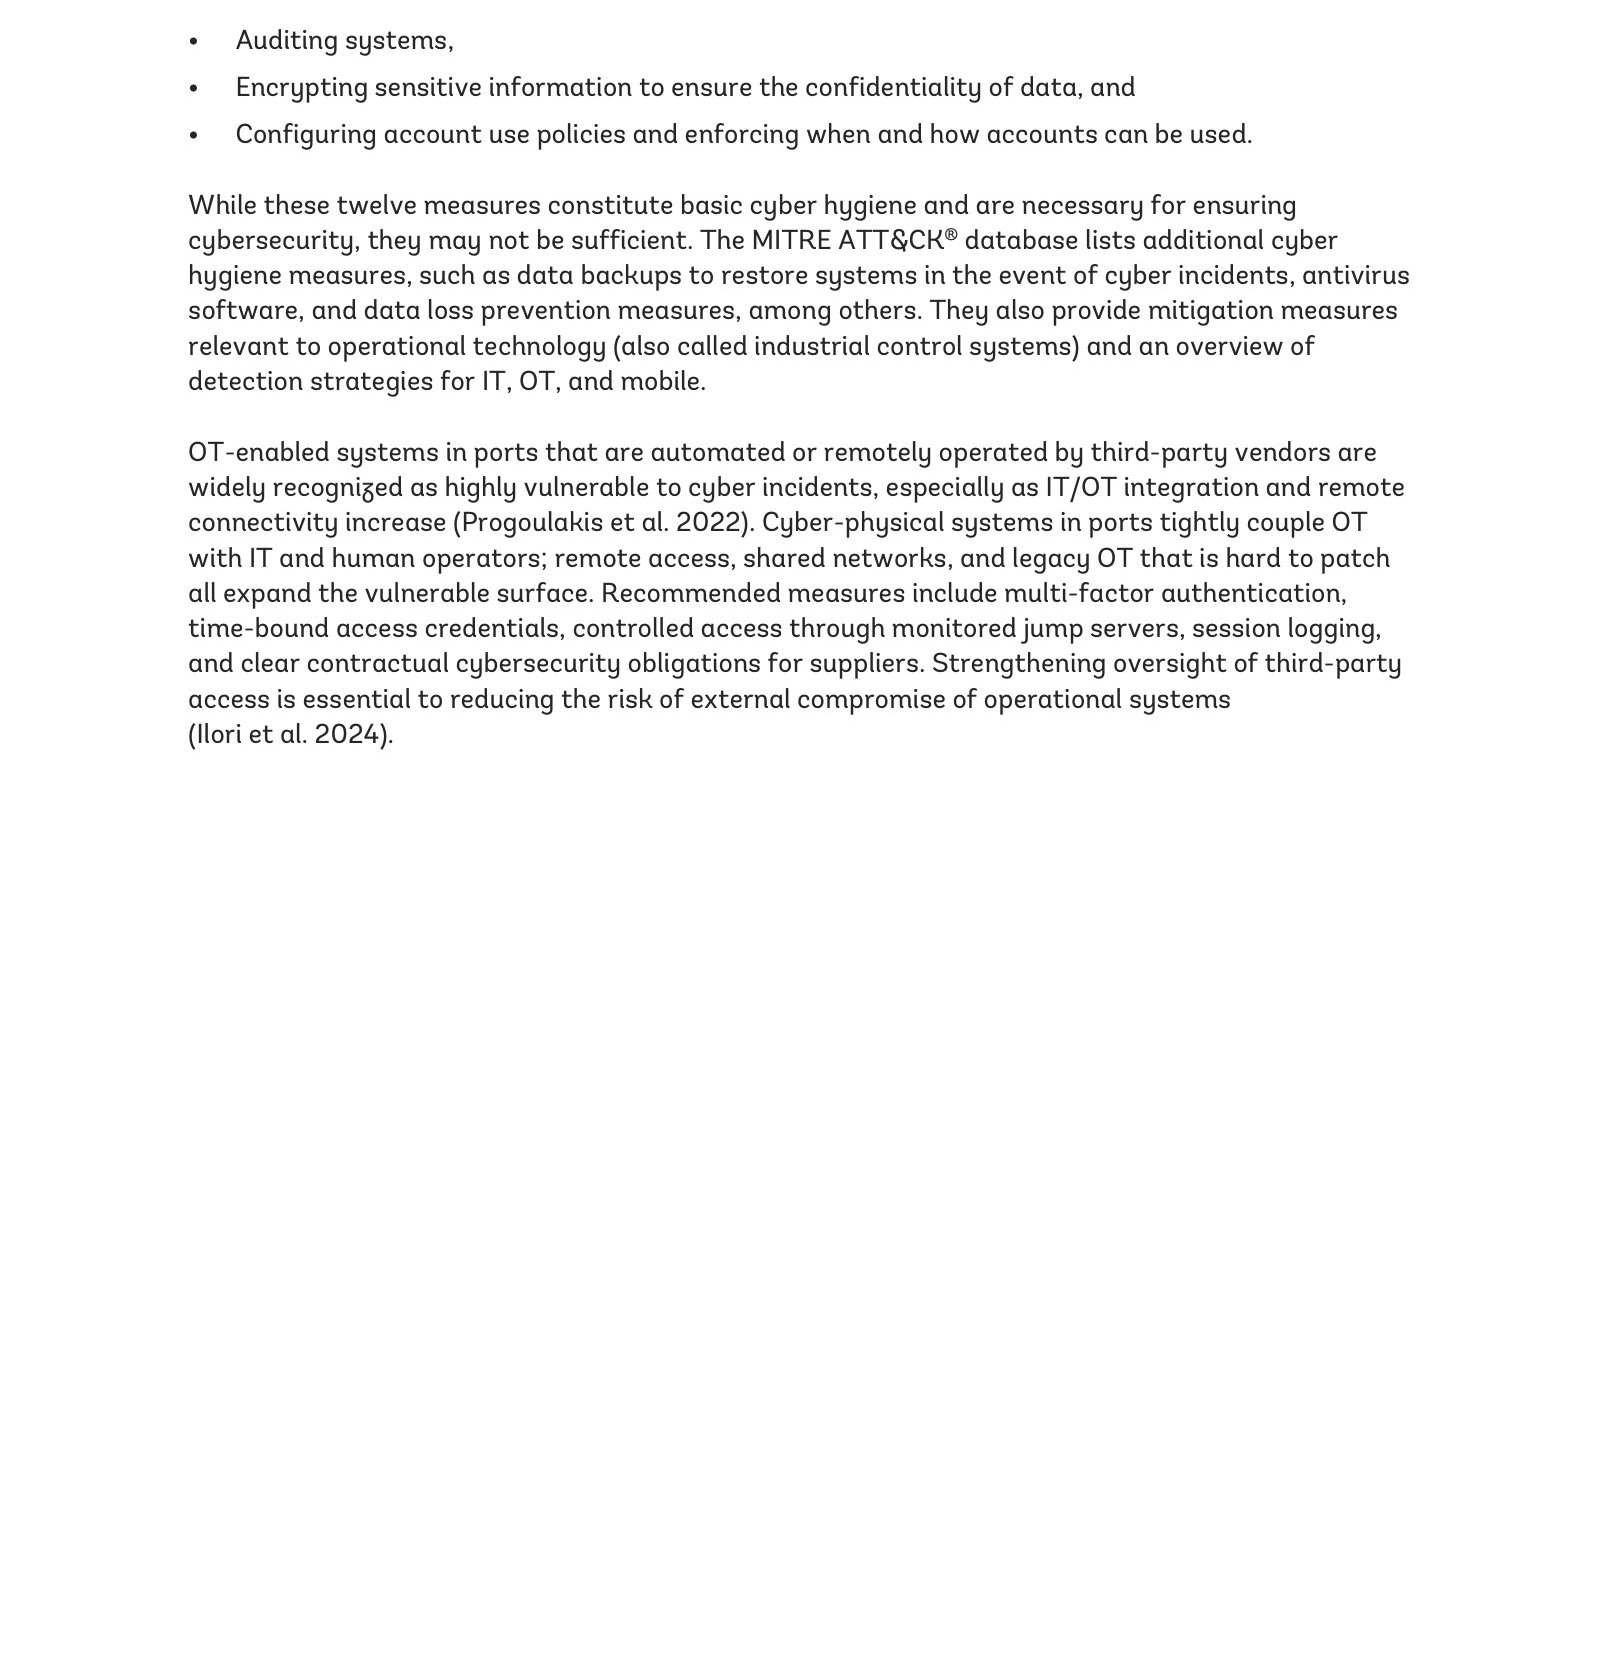 • Auditing systems,
• Encrypting sensitive information to ensure the confidentiality of data, and
• Configuring account use policies and enforcing when and how accounts can be used.
While these twelve measures constitute basic cyber hygiene and are necessary for ensuring
cybersecurity, they may not be sufficient. The MITRE ATT&CK® database lists additional cyber
hygiene measures, such as data backups to restore systems in the event of cyber incidents, antivirus
software, and data loss prevention measures, among others. They also provide mitigation measures
relevant to operational technology (also called industrial control systems) and an overview of
detection strategies for IT, OT, and mobile.
OT-enabled systems in ports that are automated or remotely operated by third-party vendors are
widely recognized as highly vulnerable to cyber incidents, especially as IT/OT integration and remote
connectivity increase (Progoulakis et al. 2022). Cyber-physical systems in ports tightly couple OT
with IT and human operators; remote access, shared networks, and legacy OT that is hard to patch
all expand the vulnerable surface. Recommended measures include multi-factor authentication,
time-bound access credentials, controlled access through monitored jump servers, session logging,
and clear contractual cybersecurity obligations for suppliers. Strengthening oversight of third-party
access is essential to reducing the risk of external compromise of operational systems
(Ilori et al. 2024).